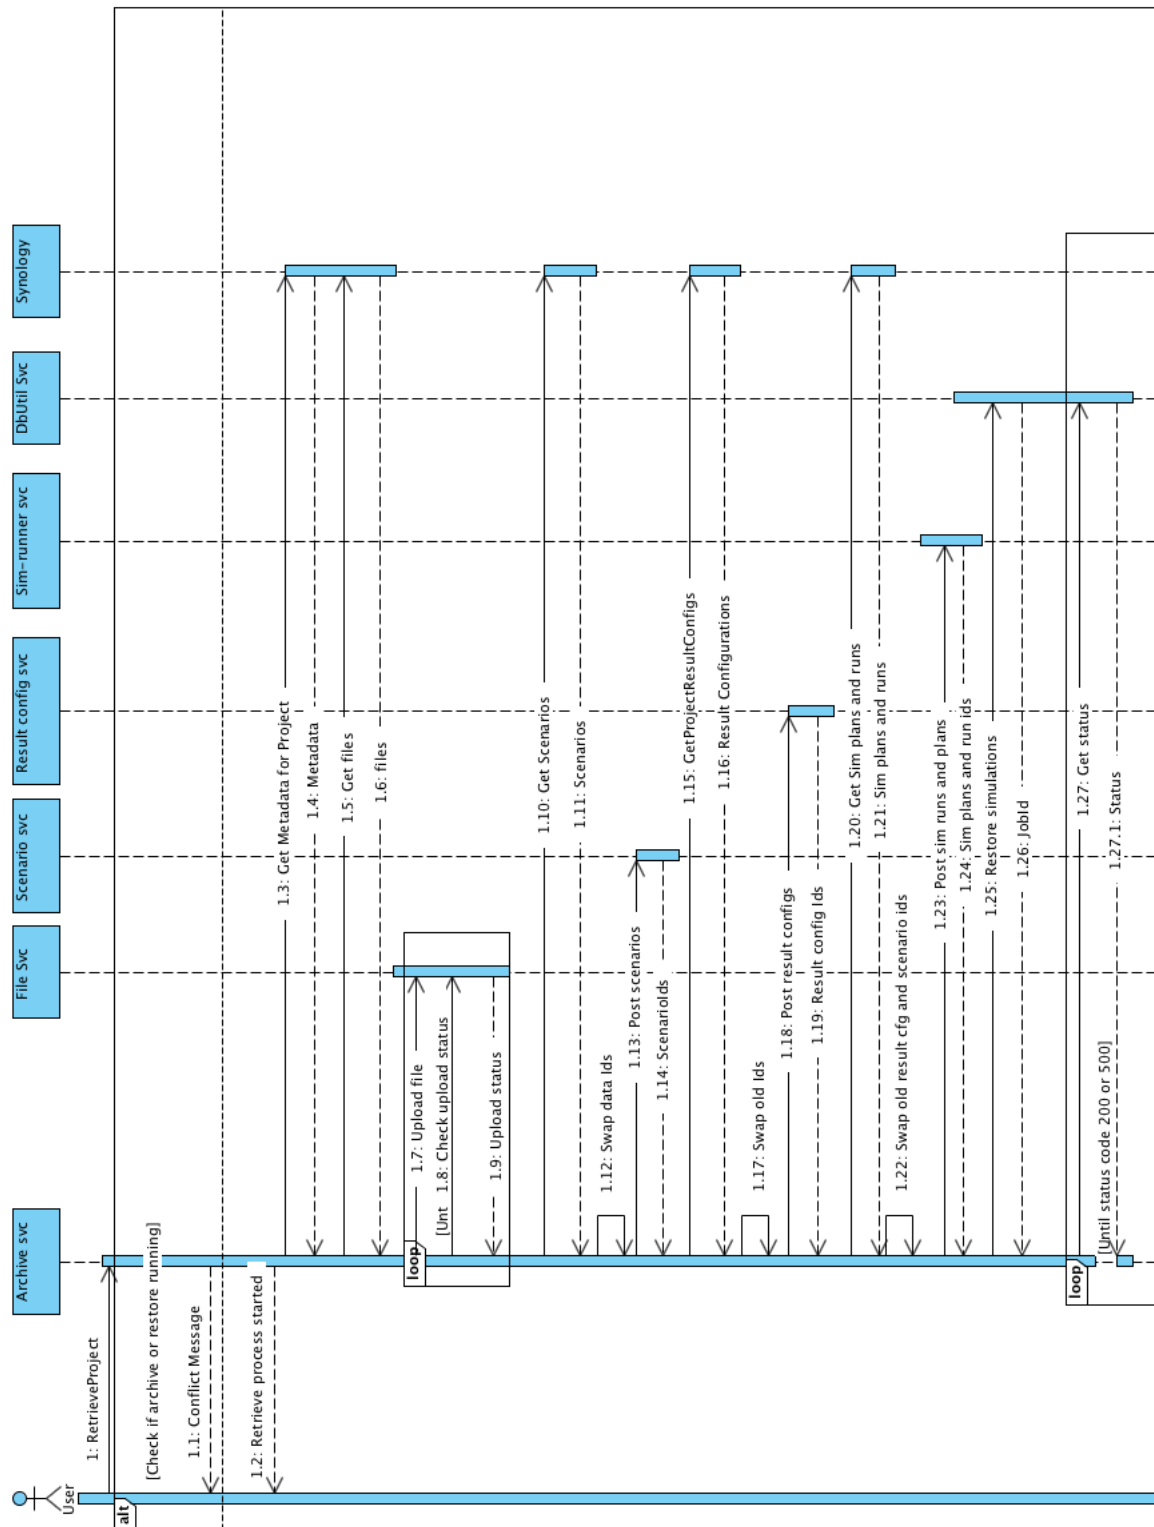 User
Archive svc
File Svc
Scenario svc
Result config svc
Sim-runner svc
DbUtil Svc
Synology
alt
1: RetrieveProject
[Check if archive or restore running]
1.1: Conflict Message
1.2: Retrieve process started
1.3: Get Metadata for Project
1.4: Metadata
1.5: Get files
1.6: files
loop
1.7: Upload file
[Unt
1.8: Check upload status
1.9: Upload status
1.10: Get Scenarios
1.11: Scenarios
1.12: Swap data Ids
1.13: Post scenarios
1.14: ScenarioIds
1.15: GetProjectResultConfigs
1.16: Result Configurations
1.17: Swap old Ids
1.18: Post result configs
1.19: Result config Ids
1.20: Get Sim plans and runs
1.21: Sim plans and runs
1.22: Swap old result cfg and scenario ids
1.23: Post sim runs and plans
1.24: Sim plans and run ids
1.25: Restore simulations
1.26: JobId
loop
1.27: Get status
[Until status code 200 or 500]
1.27.1: Status